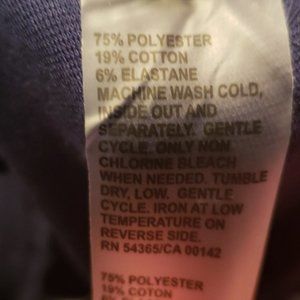 75% POLYESTER
19% COTTON
6% ELASTANE
MACHINE WASH COLD,
INSIDE OUT AND
SEPARATELY. GENTLE
CYCLE. ONLY NON
CHLORINE BLEACH
WHEN NEEDED. TUMBLE
DRY, LOW. GENTLE
CYCLE. IRON AT LOW
TEMPERATURE ON
REVERSE SIDE.
RN 54365/CA 00142
75% POLYESTER
19% COTON